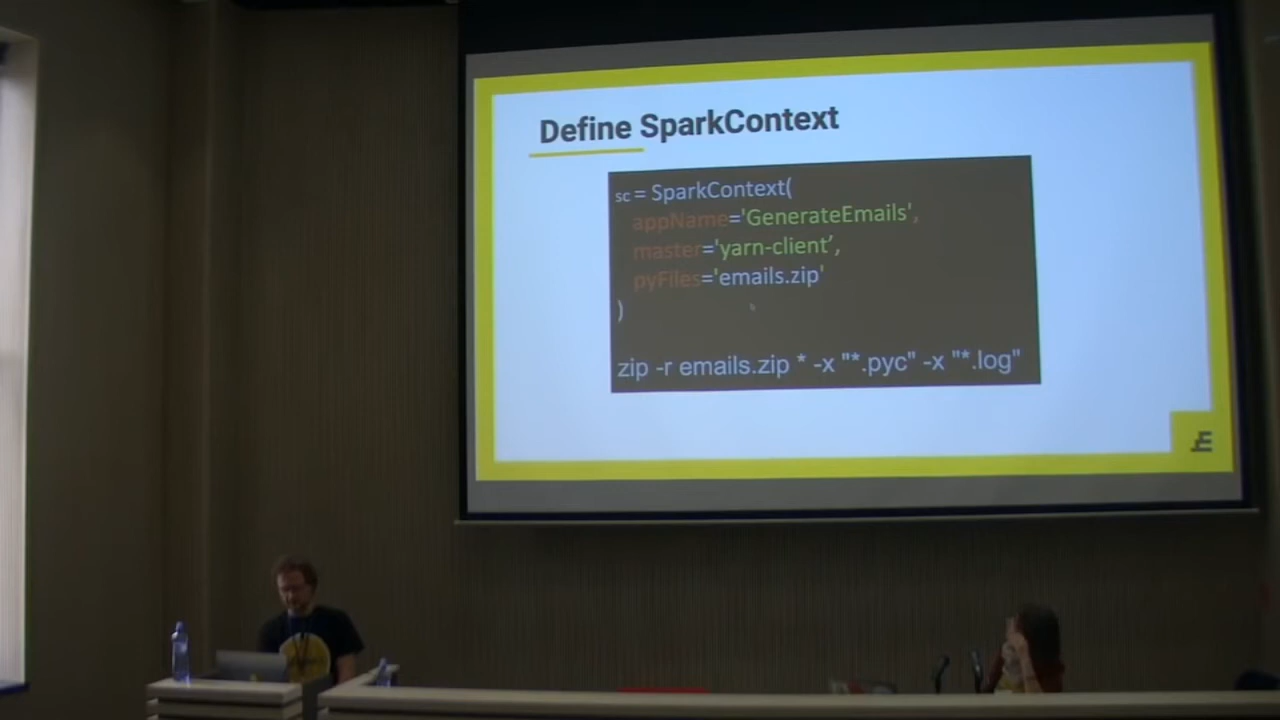 Define SparkContext
sc = SparkContext(
appName='GenerateEmails',
master='yarn-client’,
pyFiles='emails.zip'
)
zip -r emails.zip * -x "*.pyc" -x "*.log"